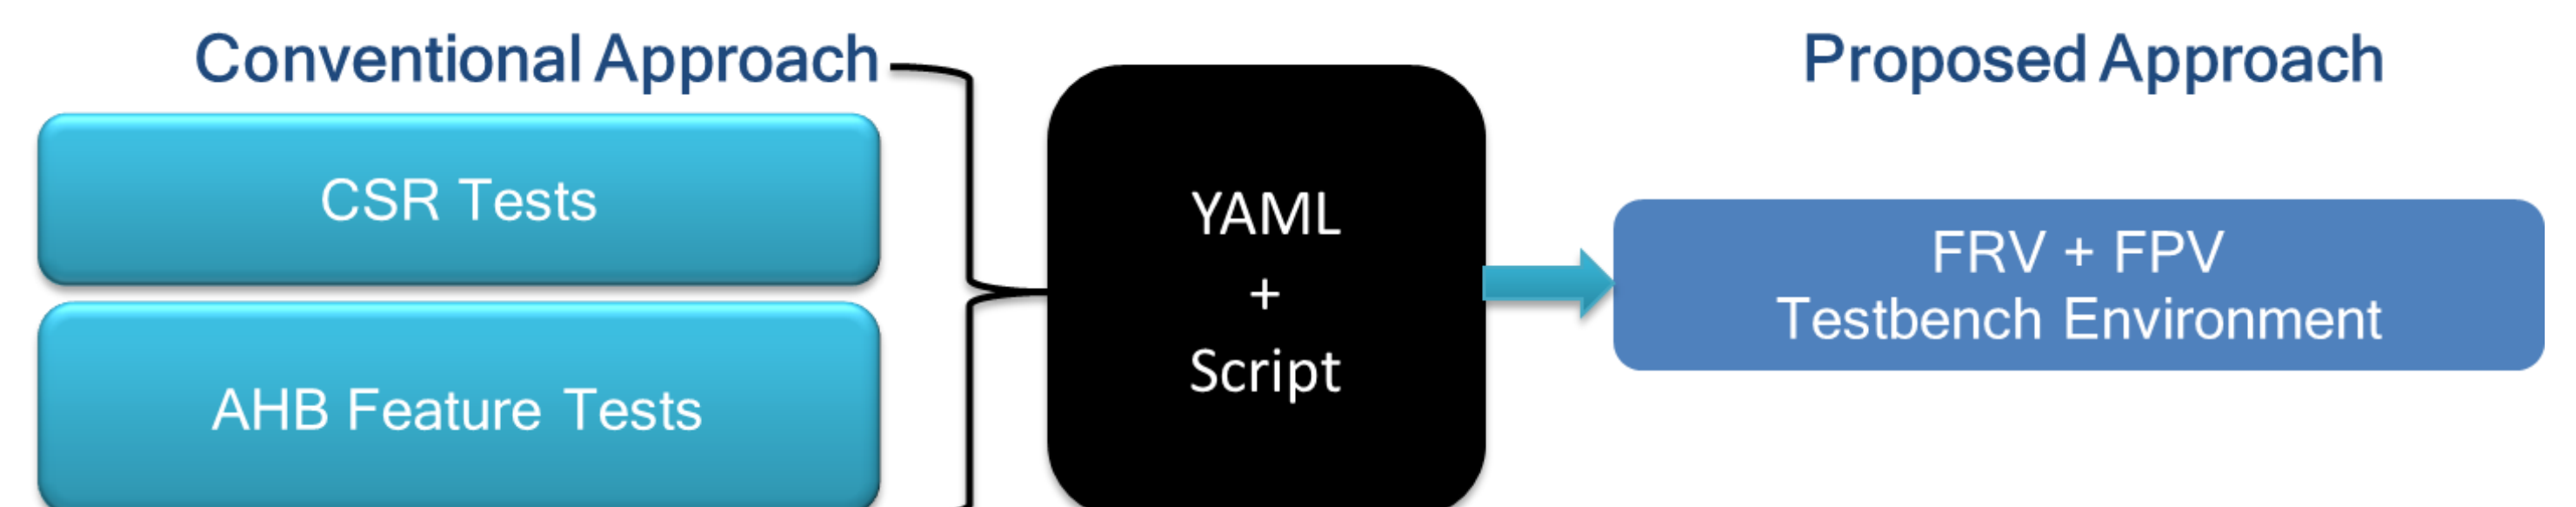 Conventional Approach
CSR Tests
AHB Feature Tests
YAML
+
Script
Proposed Approach
FRV + FPV
Testbench Environment